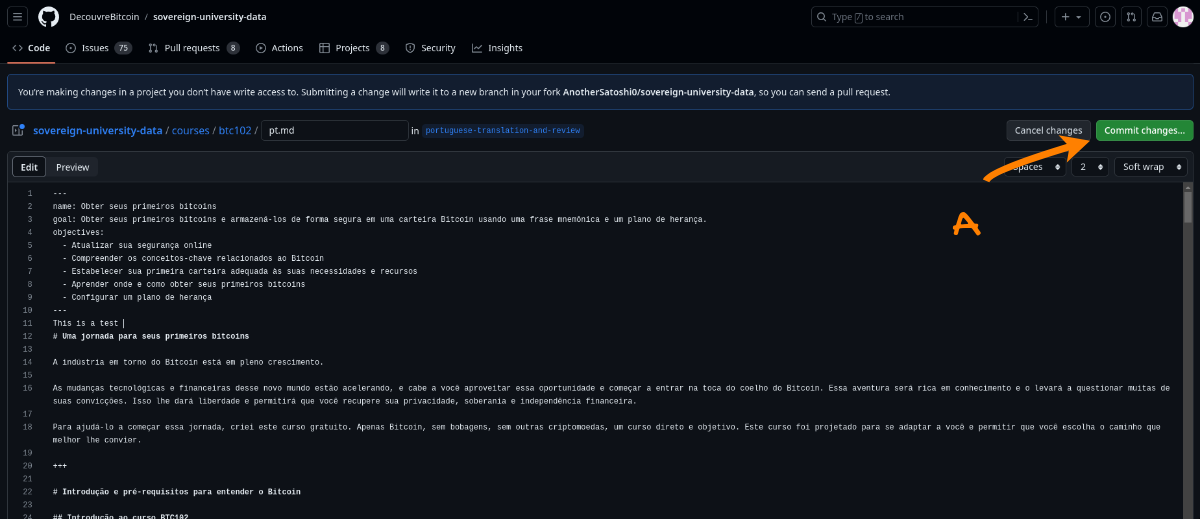 DecouvreBitcoin / sovereign-university-data
Type / to search
Code Issues 75 Pull requests 8 Actions Projects 8 Security Insights
You're making changes in a project you don't have write access to. Submitting a change will write it to a new branch in your fork AnotherSatoshi0/sovereign-university-data, so you can send a pull request.
sovereign-university-data / courses / btc102 / pt.md in portuguese-translation-and-review Cancel changes Commit changes...
Edit Preview Spaces 2 Soft wrap
A
1 ---
2 name: Obter seus primeiros bitcoins
3 goal: Obter seus primeiros bitcoins e armazená-los de forma segura em uma carteira Bitcoin usando uma frase mnemônica e um plano de herança.
4 objectives:
5 - Atualizar sua segurança online
6 - Compreender os conceitos-chave relacionados ao Bitcoin
7 - Estabelecer sua primeira carteira adequada às suas necessidades e recursos
8 - Aprender onde e como obter seus primeiros bitcoins
9 - Configurar um plano de herança
10 ---
11 This is a test
12 # Uma jornada para seus primeiros bitcoins
13
14 A indústria em torno do Bitcoin está em pleno crescimento.
15
16 As mudanças tecnológicas e financeiras desse novo mundo estão acelerando, e cabe a você aproveitar essa oportunidade e começar a entrar na toca do coelho do Bitcoin. Essa aventura será rica em conhecimento e o levará a questionar muitas de
suas convicções. Isso lhe dará liberdade e permitirá que você recupere sua privacidade, soberania e independência financeira.
17
18 Para ajudá-lo a começar essa jornada, criei este curso gratuito. Apenas Bitcoin, sem bobagens, sem outras criptomoedas, um curso direto e objetivo. Este curso foi projetado para se adaptar a você e permitir que você escolha o caminho que
melhor lhe convier.
19
20 +++
21
22 # Introdução e pré-requisitos para entender o Bitcoin
23
24 ## Introdução ao curso BTC102